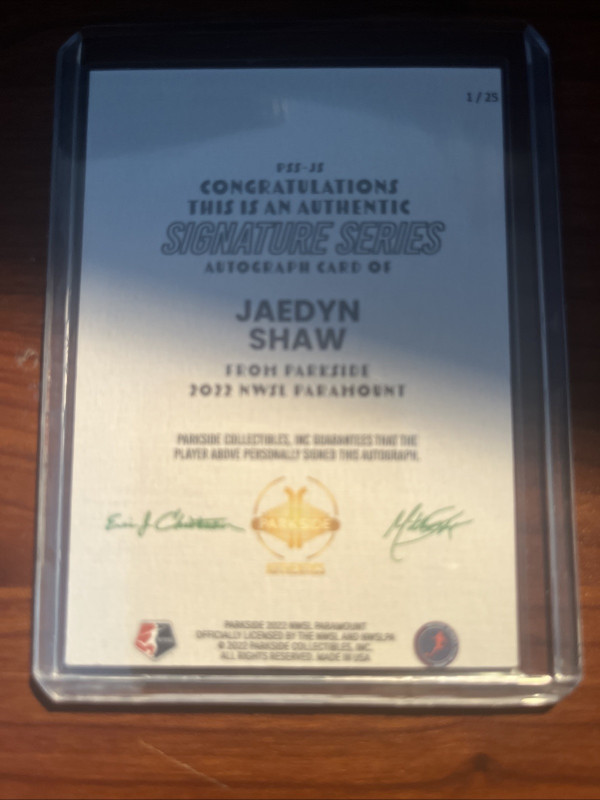 1/25
PSS-JS
CONGRATULATIONS
THIS IS AN AUTHENTIC
SIGNATURE SERIES
AUTOGRAPH CARD OF
JAEDYN
SHAW
FROM PARKSIDE
2022 NWSL PARAMOUNT
PARKSIDE COLLECTIBLES, INC GUARANTEES THAT THE
PLAYER ABOVE PERSONALLY SIGNED THIS AUTOGRAPH.
PARKSIDE
PARKSIDE 2022 NWSL PARAMOUNT
OFFICIALLY LICENSED BY THE NWSL AND NWSLPA
© 2022 PARKSIDE COLLECTIBLES, INC.
ALL RIGHTS RESERVED. MADE IN USA